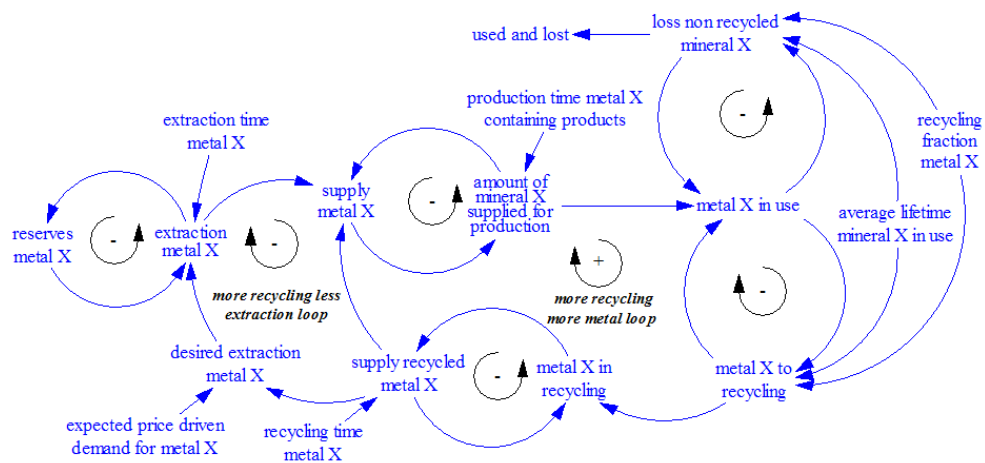 loss non recycled
mineral X
used and lost
production time metal X
containing products
extraction time
metal X
recycling
fraction
metal X
-
supply
metal X
-
amount of
mineral X
supplied for
production
metal X in use
average lifetime
mineral X in use
reserves
metal X
-
extraction
metal X
-
+
more recycling less
extraction loop
more recycling
more metal loop
-
desired extraction
metal X
supply recycled
metal X
-
metal X in
recycling
metal X to
recycling
expected price driven
demand for metal X
recycling time
metal X